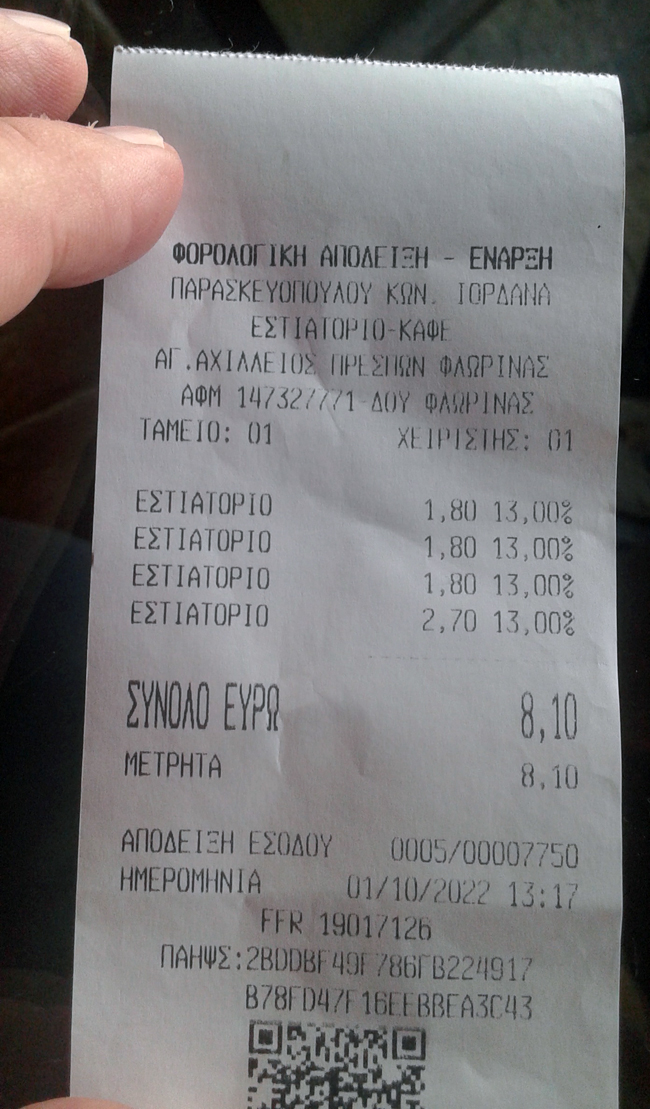 ΦΟΡΟΛΟΓΙΚΗ ΑΠΟΔΕΙΞΗ - ΕΝΑΡΞΗ
ΠΑΡΑΣΚΕΥΟΠΟΥΛΟΥ ΚΩΝ. ΙΟΡΔΑΝΑ
ΕΣΤΙΑΤΟΡΙΟ-ΚΑΦΕ
ΑΓ.ΑΧΙΛΛΕΙΟΣ ΠΡΕΣΠΩΝ ΦΛΩΡΙΝΑΣ
ΑΦΜ 147327771-ΔΟΥ ΦΛΩΡΙΝΑΣ
ΤΑΜΕΙΟ: 01 ΧΕΙΡΙΣΤΗΣ: 01
ΕΣΤΙΑΤΟΡΙΟ 1,80 13,00%
ΕΣΤΙΑΤΟΡΙΟ 1,80 13,00%
ΕΣΤΙΑΤΟΡΙΟ 1,80 13,00%
ΕΣΤΙΑΤΟΡΙΟ 2,70 13,00%
ΣΥΝΟΛΟ ΕΥΡΩ 8,10
ΜΕΤΡΗΤΑ 8,10
ΑΠΟΔΕΙΞΗ ΕΣΟΔΟΥ 0005/00007750
ΗΜΕΡΟΜΗΝΙΑ 01/10/2022 13:17
FFR 19017126
ΠΑΗΨΣ:2BDDBF49F786FB224917
B78FD47F16EEBBEA3C43